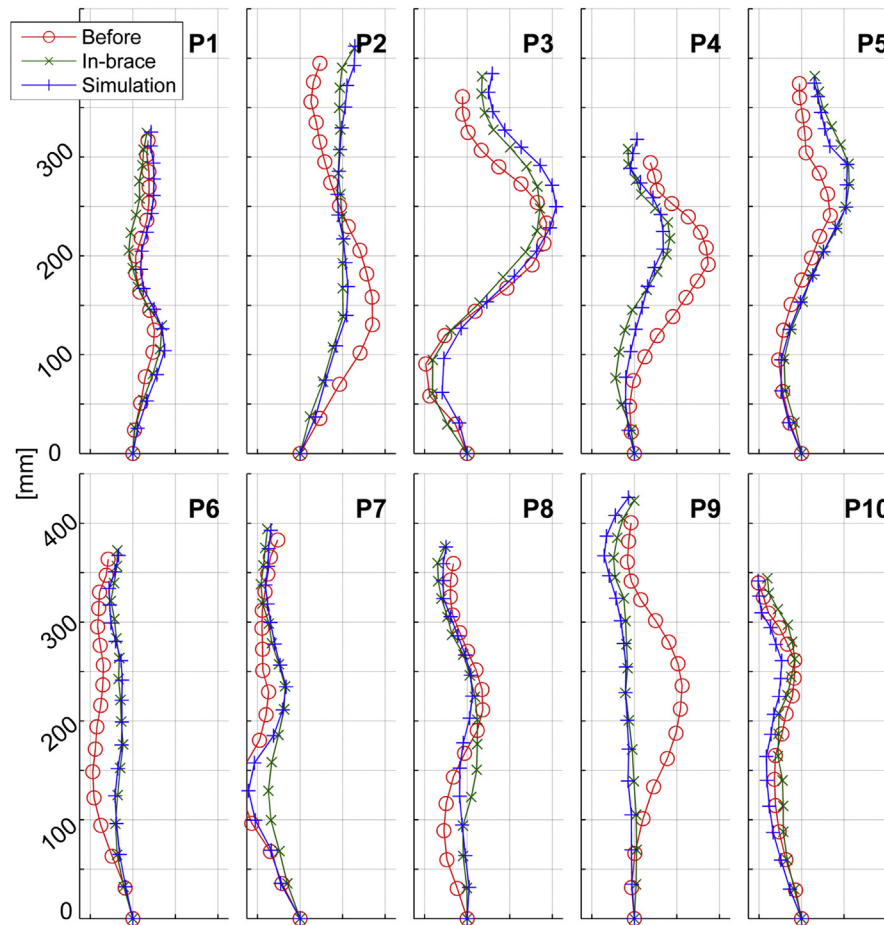 Before
In-brace
Simulation
P1
P2
P3
P4
P5
300
200
100
0
[mm]
P6
P7
P8
P9
P10
400
300
200
100
0